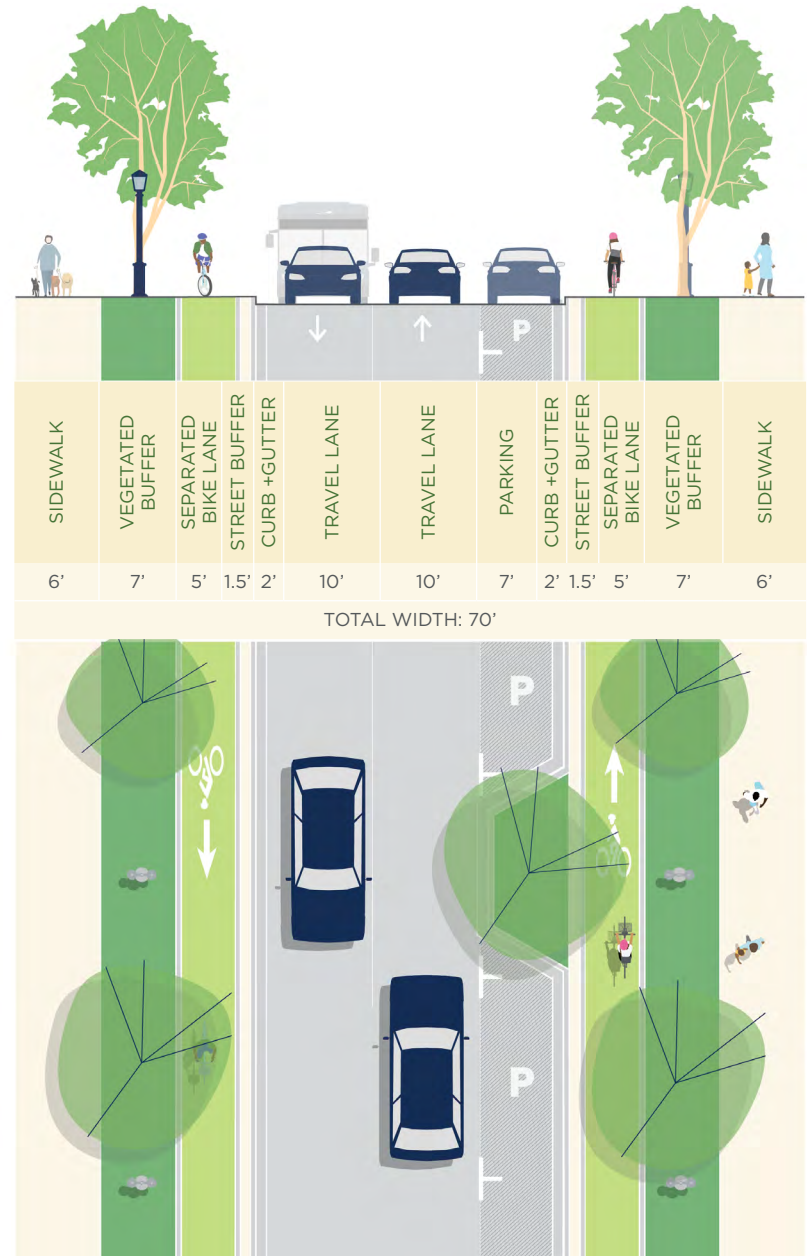 P
SIDEWALK
VEGETATED
BUFFER
SEPARATED
BIKE LANE
STREET BUFFER
CURB +GUTTER
TRAVEL LANE
TRAVEL LANE
PARKING
CURB +GUTTER
STREET BUFFER
SEPARATED
BIKE LANE
VEGETATED
BUFFER
SIDEWALK
6’ 7’ 5’ 1.5’ 2’ 10’ 10’ 7’ 2’ 1.5’ 5’ 7’ 6’
TOTAL WIDTH: 70’
P
P